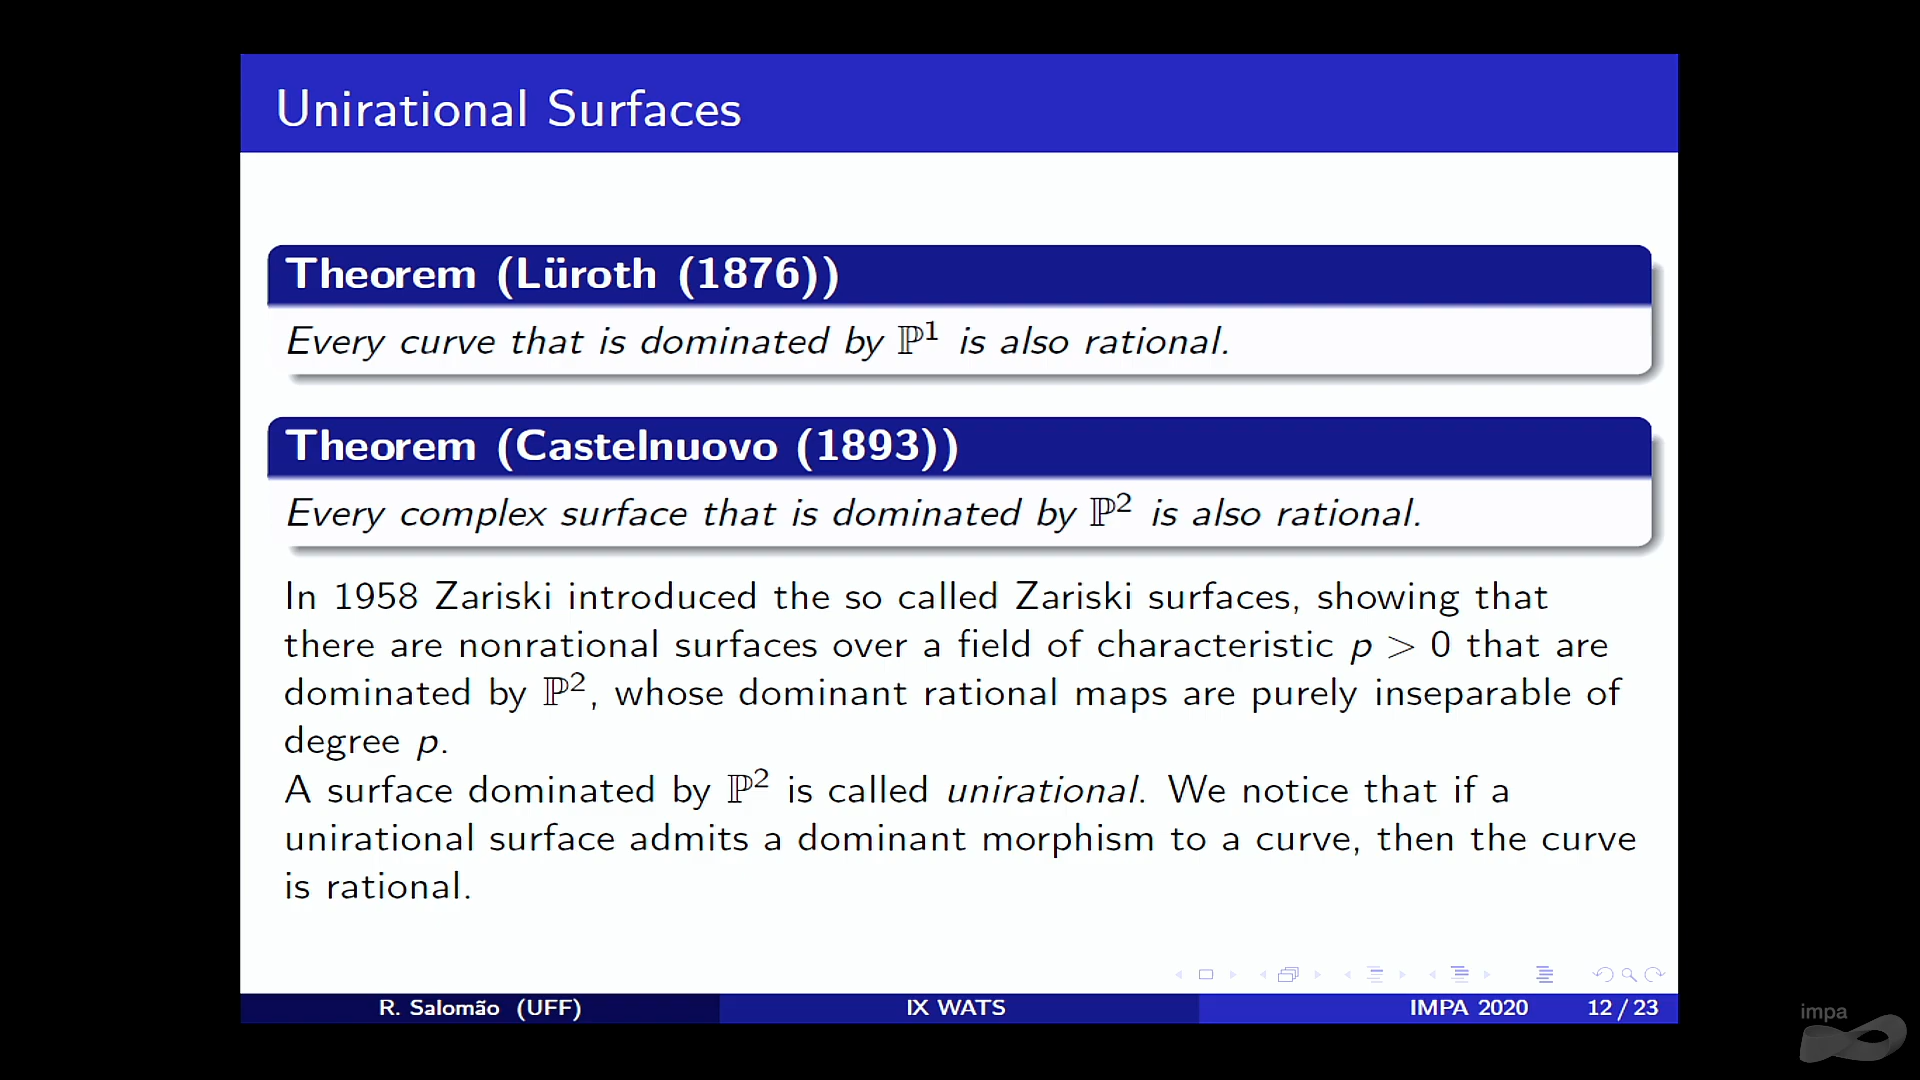 Unirational Surfaces
Theorem (Lüroth (1876))
Every curve that is dominated by ℙ¹ is also rational.
Theorem (Castelnuovo (1893))
Every complex surface that is dominated by ℙ² is also rational.
In 1958 Zariski introduced the so called Zariski surfaces, showing that
there are nonrational surfaces over a field of characteristic p > 0 that are
dominated by ℙ², whose dominant rational maps are purely inseparable of
degree p.
A surface dominated by ℙ² is called unirational. We notice that if a
unirational surface admits a dominant morphism to a curve, then the curve
is rational.
R. Salomão (UFF) IX WATS IMPA 2020 12 / 23
impa